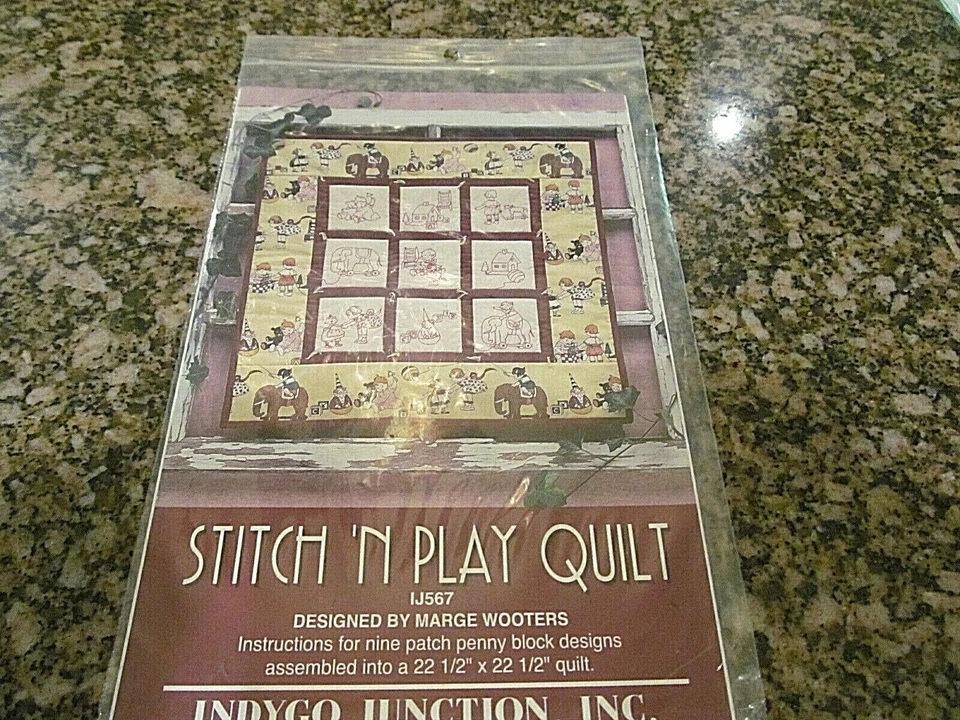 STITCH 'N PLAY QUILT
IJ567
DESIGNED BY MARGE WOOTERS
Instructions for nine patch penny block designs
assembled into a 22 1/2" x 22 1/2" quilt.
INDYGO JUNCTION, INC.